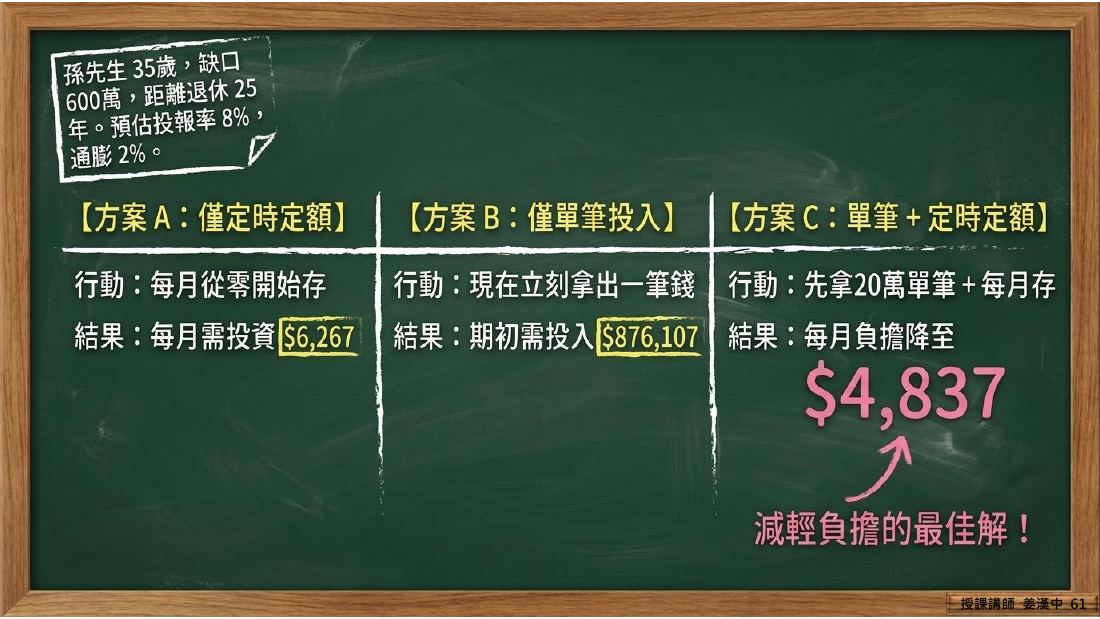 孫先生 35歲，缺口
600萬，距離退休 25
年。預估投報率 8%，
通膨 2%。
【方案 A：僅定時定額】
行動：每月從零開始存
結果：每月需投資 $6,267
【方案 B：僅單筆投入】
行動：現在立刻拿出一筆錢
結果：期初需投入 $876,107
【方案 C：單筆 + 定時定額】
行動：先拿20萬單筆 + 每月存
結果：每月負擔降至
$4,837
減輕負擔的最佳解！
授課講師 姜漢中 61